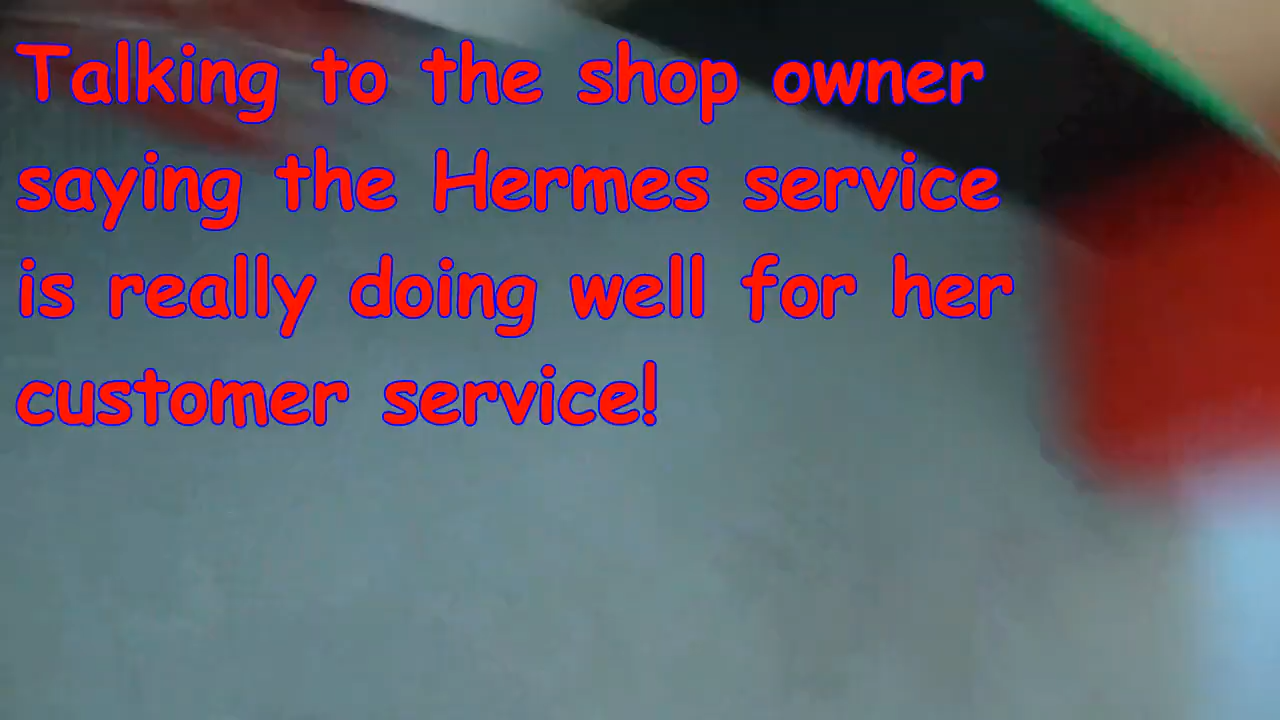 Talking to the shop owner
saying the Hermes service
is really doing well for her
customer service!